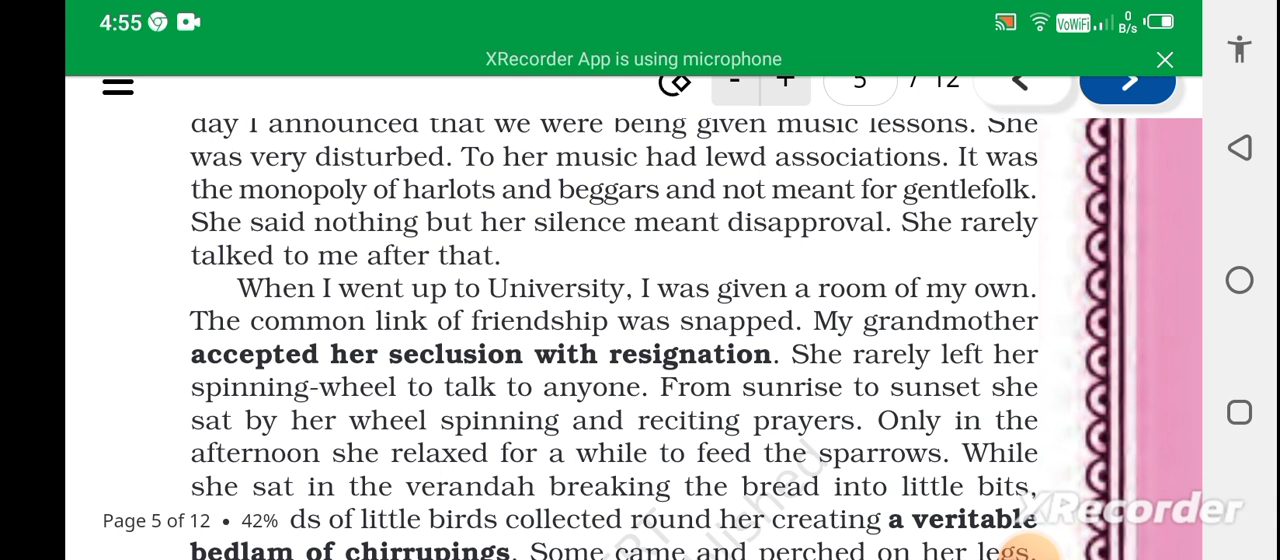 4:55
VoWiFi
0
B/s
XRecorder App is using microphone
- + 5 / 12
day I announced that we were being given music lessons. She
was very disturbed. To her music had lewd associations. It was
the monopoly of harlots and beggars and not meant for gentlefolk.
She said nothing but her silence meant disapproval. She rarely
talked to me after that.
When I went up to University, I was given a room of my own.
The common link of friendship was snapped. My grandmother
accepted her seclusion with resignation. She rarely left her
spinning-wheel to talk to anyone. From sunrise to sunset she
sat by her wheel spinning and reciting prayers. Only in the
afternoon she relaxed for a while to feed the sparrows. While
she sat in the verandah breaking the bread into little bits,
Page 5 of 12 • 42% ds of little birds collected round her creating a veritable
bedlam of chirrupings. Some came and perched on her legs,
XRecorder